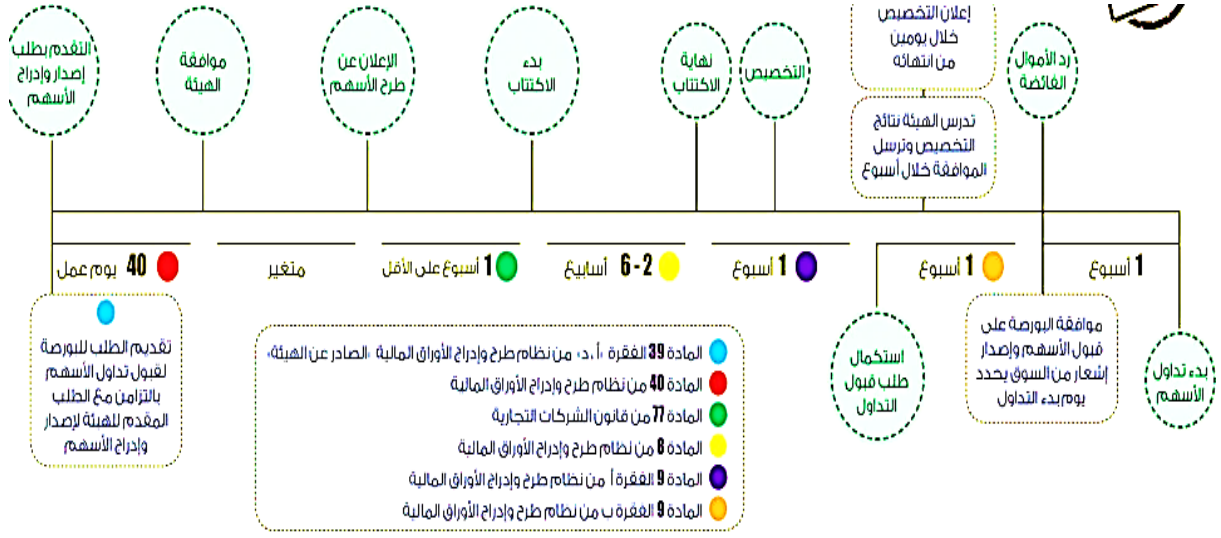 التقدم بطلب
إصدار وإدراج
الأسهم
موافقة
الهيئة
الإعلان عن
طرح الأسهم
بدء
الاكتتاب
نهاية
الاكتتاب
التخصيص
إعلان التخصيص
خلال يومين
من انتهائه
تدرس الهيئة نتائج
التخصيص وترسل
الموافقة خلال أسبوع
رد الأموال
الفائضة
40 يوم عمل
متغير
1 أسبوع على الأقل
6 - 2 أسابيع
1 أسبوع
1 أسبوع
1 أسبوع
تقديم الطلب للبورصة
لقبول تداول الأسهم
بالتزامن مع الطلب
المقدم للهيئة لإصدار
وإدراج الأسهم
استكمال
طلب قبول
التداول
موافقة البورصة على
قبول الأسهم وإصدار
إشعار من السوق يحدد
يوم بدء التداول
بدء تداول
الأسهم
المادة 39 الفقرة «أ ، د» من نظام طرح وإدراج الأوراق المالية «الصادر عن الهيئة»
المادة 40 من نظام طرح وإدراج الأوراق المالية
المادة 77 من قانون الشركات التجارية
المادة 8 من نظام طرح وإدراج الأوراق المالية
المادة 9 الفقرة أ من نظام طرح وإدراج الأوراق المالية
المادة 9 الفقرة ب من نظام طرح وإدراج الأوراق المالية